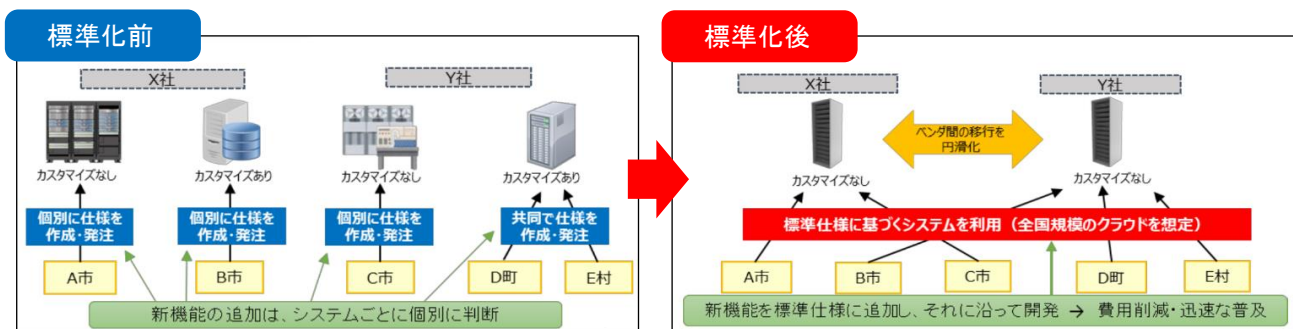 標準化前
X社
Y社
カスタマイズなし
カスタマイズあり
カスタマイズなし
カスタマイズあり
個別に仕様を
作成・発注
個別に仕様を
作成・発注
個別に仕様を
作成・発注
共同で仕様を
作成・発注
A市
B市
C市
D町
E村
新機能の追加は、システムごとに個別に判断
標準化後
X社
Y社
ベンダ間の移行を
円滑化
カスタマイズなし
カスタマイズなし
標準仕様に基づくシステムを利用（全国規模のクラウドを想定）
A市
B市
C市
D町
E村
新機能を標準仕様に追加し、それに沿って開発 → 費用削減・迅速な普及